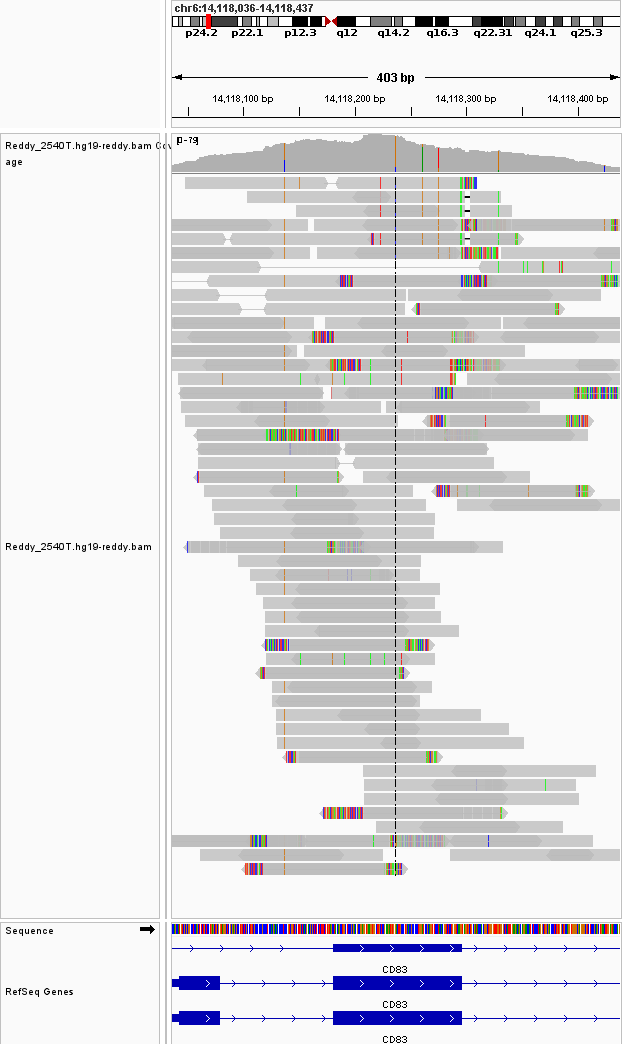 chr6:14,118,036-14,118,437
p24.2 p22.1 p12.3 q12 q14.2 q16.3 q22.31 q24.1 q25.3
403 bp
14,118,100 bp 14,118,200 bp 14,118,300 bp 14,118,400 bp
Reddy_2540T.hg19-reddy.bam Cov
age
[0-79]
Reddy_2540T.hg19-reddy.bam
Sequence
CD83
RefSeq Genes
CD83
CD83